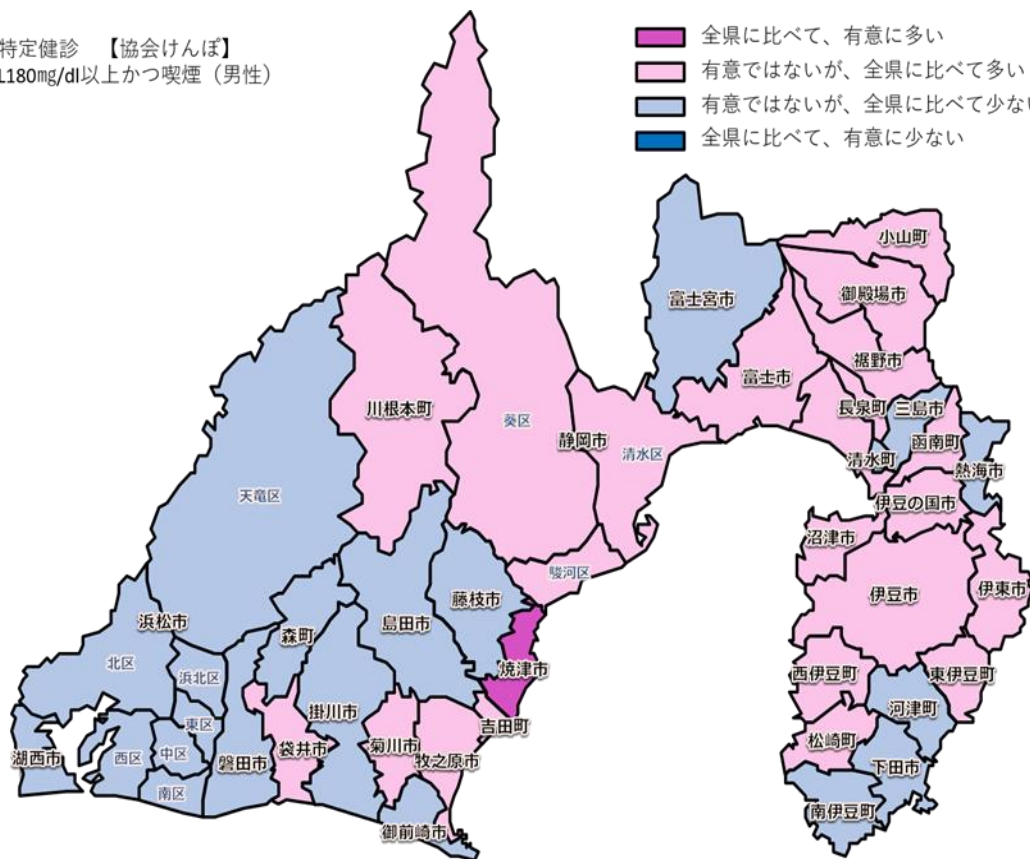 特定健診 【協会けんぽ】
L180mg/dl以上かつ喫煙（男性）
全県に比べて、有意に多い
有意ではないが、全県に比べて多い
有意ではないが、全県に比べて少ない
全県に比べて、有意に少ない
小山町
御殿場市
富士宮市
裾野市
富士市
川根本町
長泉町
三島市
葵区
静岡市
清水区
函南町
清水町
熱海市
天竜区
伊豆の国市
沼津市
駿河区
伊豆市
伊東市
藤枝市
浜松市
島田市
森町
北区
焼津市
西伊豆町
東伊豆町
浜北区
河津町
掛川市
東区
吉田町
松崎町
湖西市
西区
中区
磐田市
袋井市
菊川市
牧之原市
下田市
南区
南伊豆町
御前崎市